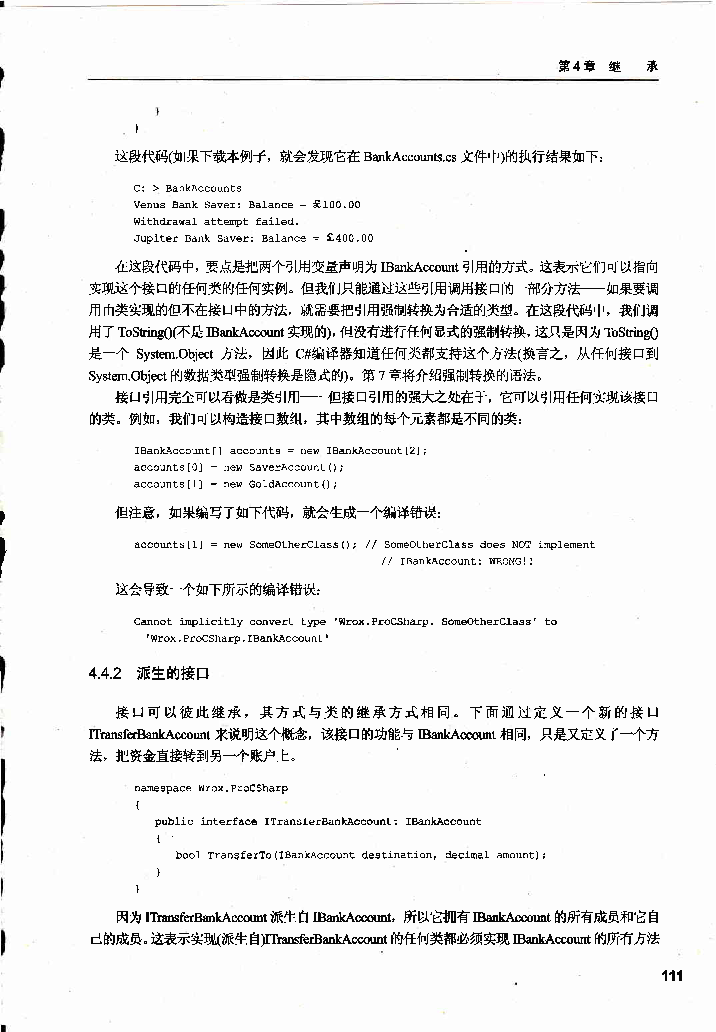 第4章 继 承
}
}
这段代码(如果下载本例子，就会发现它在 BankAccounts.cs 文件中)的执行结果如下：
C: > BankAccounts
Venus Bank Saver: Balance = £100.00
Withdrawal attempt failed.
Jupiter Bank Saver: Balance = £400.00
在这段代码中，要点是把两个引用变量声明为 IBankAccount 引用的方式。这表示它们可以指向
实现这个接口的任何类的任何实例。但我们只能通过这些引用调用接口的一部分方法——如果要调
用由类实现的但不在接口中的方法，就需要把引用强制转换为合适的类型。在这段代码中，我们调
用了 ToString()(不是 IBankAccount 实现的)，但没有进行任何显式的强制转换，这只是因为 ToString()
是一个 System.Object 方法，因此 C#编译器知道任何类都支持这个方法(换言之，从任何接口到
System.Object 的数据类型强制转换是隐式的)。第 7 章将介绍强制转换的语法。
接口引用完全可以看做是类引用——但接口引用的强大之处在于，它可以引用任何实现该接口
的类。例如，我们可以构造接口数组，其中数组的每个元素都是不同的类：
IBankAccount[] accounts = new IBankAccount[2];
accounts[0] = new SaverAccount();
accounts[1] = new GoldAccount();
但注意，如果编写了如下代码，就会生成一个编译错误：
accounts[1] = new SomeOtherClass(); // SomeOtherClass does NOT implement
// IBankAccount: WRONG!!
这会导致一个如下所示的编译错误：
Cannot implicitly convert type 'Wrox.ProCSharp. SomeOtherClass' to
'Wrox.ProCSharp.IBankAccount'
4.4.2 派生的接口
接口可以彼此继承，其方式与类的继承方式相同。下面通过定义一个新的接口
ITransferBankAccount 来说明这个概念，该接口的功能与 IBankAccount 相同，只是又定义了一个方
法，把资金直接转到另一个账户上。
namespace Wrox.ProCSharp
{
public interface ITransferBankAccount: IBankAccount
{
bool TransferTo(IBankAccount destination, decimal amount);
}
}
因为 ITransferBankAccount 派生自 IBankAccount，所以它拥有 IBankAccount 的所有成员和它自
己的成员。这表示实现(派生自)ITransferBankAccount 的任何类都必须实现 IBankAccount 的所有方法
111